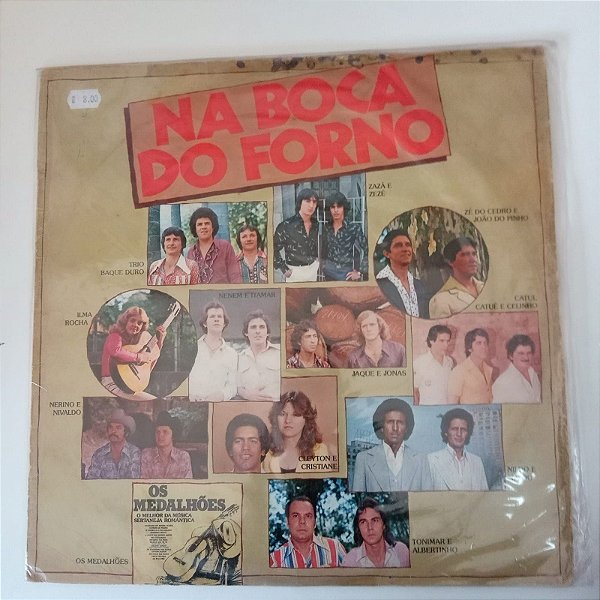 8.00
NA BOCA
DO FORNO
ZAZÁ E
ZEZÉ
ZÉ DO CEDRO E
JOÃO DO PINHO
TRIO
BAQUE DURO
ILMA
ROCHA
NENEM E ITAMAR
CATUL
CATUÊ E CELINHO
JAQUE E JONAS
NERINO E
NIVALDO
CLEYTON E
CRISTIANE
OS
MEDALHÕES
O MELHOR DA MÚSICA
SERTANEJA ROMÂNTICA
TONIMAR E
ALBERTINHO
OS MEDALHÕES